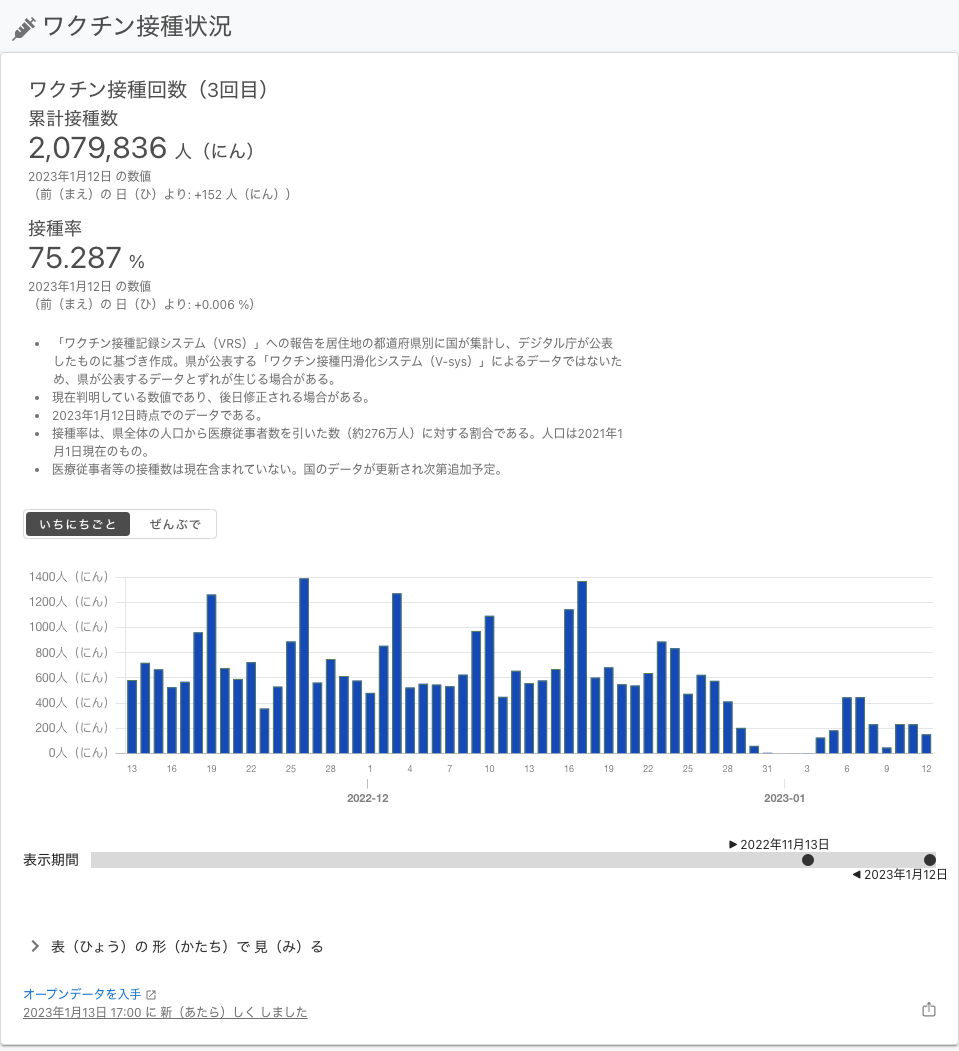 ワクチン接種状況
ワクチン接種回数（3回目）
累計接種数
2,079,836 人（にん）
2023年1月12日 の数値
（前（まえ）の 日（ひ）より: +152 人（にん））
接種率
75.287 %
2023年1月12日 の数値
（前（まえ）の 日（ひ）より: +0.006 %）
• 「ワクチン接種記録システム（VRS）」への報告を居住地の都道府県別に国が集計し、デジタル庁が公表
したものに基づき作成。県が公表する「ワクチン接種円滑化システム（V-sys）」によるデータではないた
め、県が公表するデータとずれが生じる場合がある。
• 現在判明している数値であり、後日修正される場合がある。
• 2023年1月12日時点でのデータである。
• 接種率は、県全体の人口から医療従事者数を引いた数（約276万人）に対する割合である。人口は2021年1
月1日現在のもの。
• 医療従事者等の接種数は現在含まれていない。国のデータが更新され次第追加予定。
いちにちごと ぜんぶで
1400人（にん）
1200人（にん）
1000人（にん）
800人（にん）
600人（にん）
400人（にん）
200人（にん）
0人（にん）
13 16 19 22 25 28 1 4 7 10 13 16 19 22 25 28 31 3 6 9 12
2022-12 2023-01
▶ 2022年11月13日
表示期間
◀ 2023年1月12日
表（ひょう）の 形（かたち）で 見（み）る
オープンデータを入手
2023年1月13日 17:00 に 新（あたら）しく しました